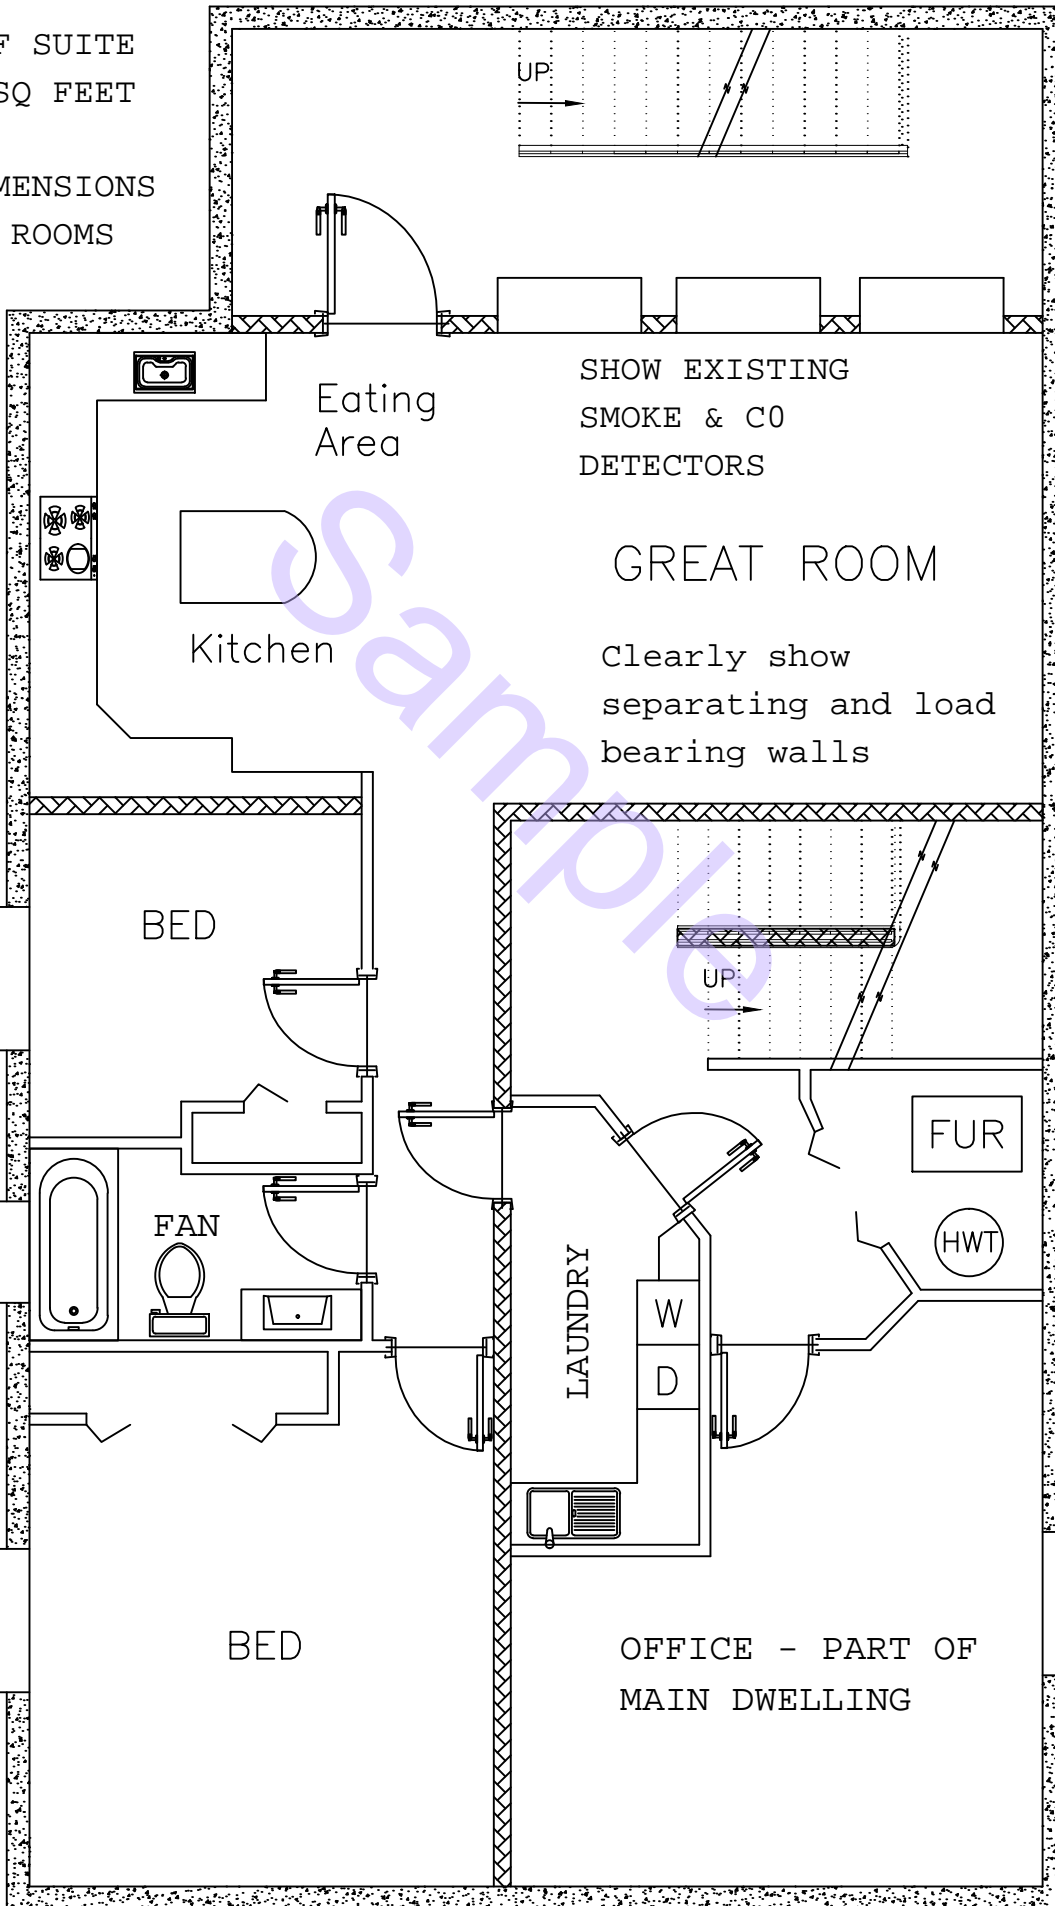 F SUITE
SQ FEET
MENSIONS
ROOMS
UP
SHOW EXISTING
SMOKE & C0
DETECTORS
Eating
Area
GREAT ROOM
Kitchen
Clearly show
separating and load
bearing walls
Sample
BED
UP
FUR
FAN
HWT
LAUNDRY
W
D
BED
OFFICE - PART OF
MAIN DWELLING